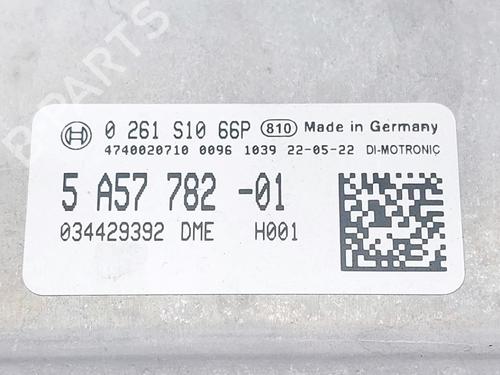 B-PARTS
0 261 S10 66P 810 Made in Germany
4740020710 0096 1039 22-05-22 DI-MOTRONIC
5 A57 782 -01
034429392 DME H001